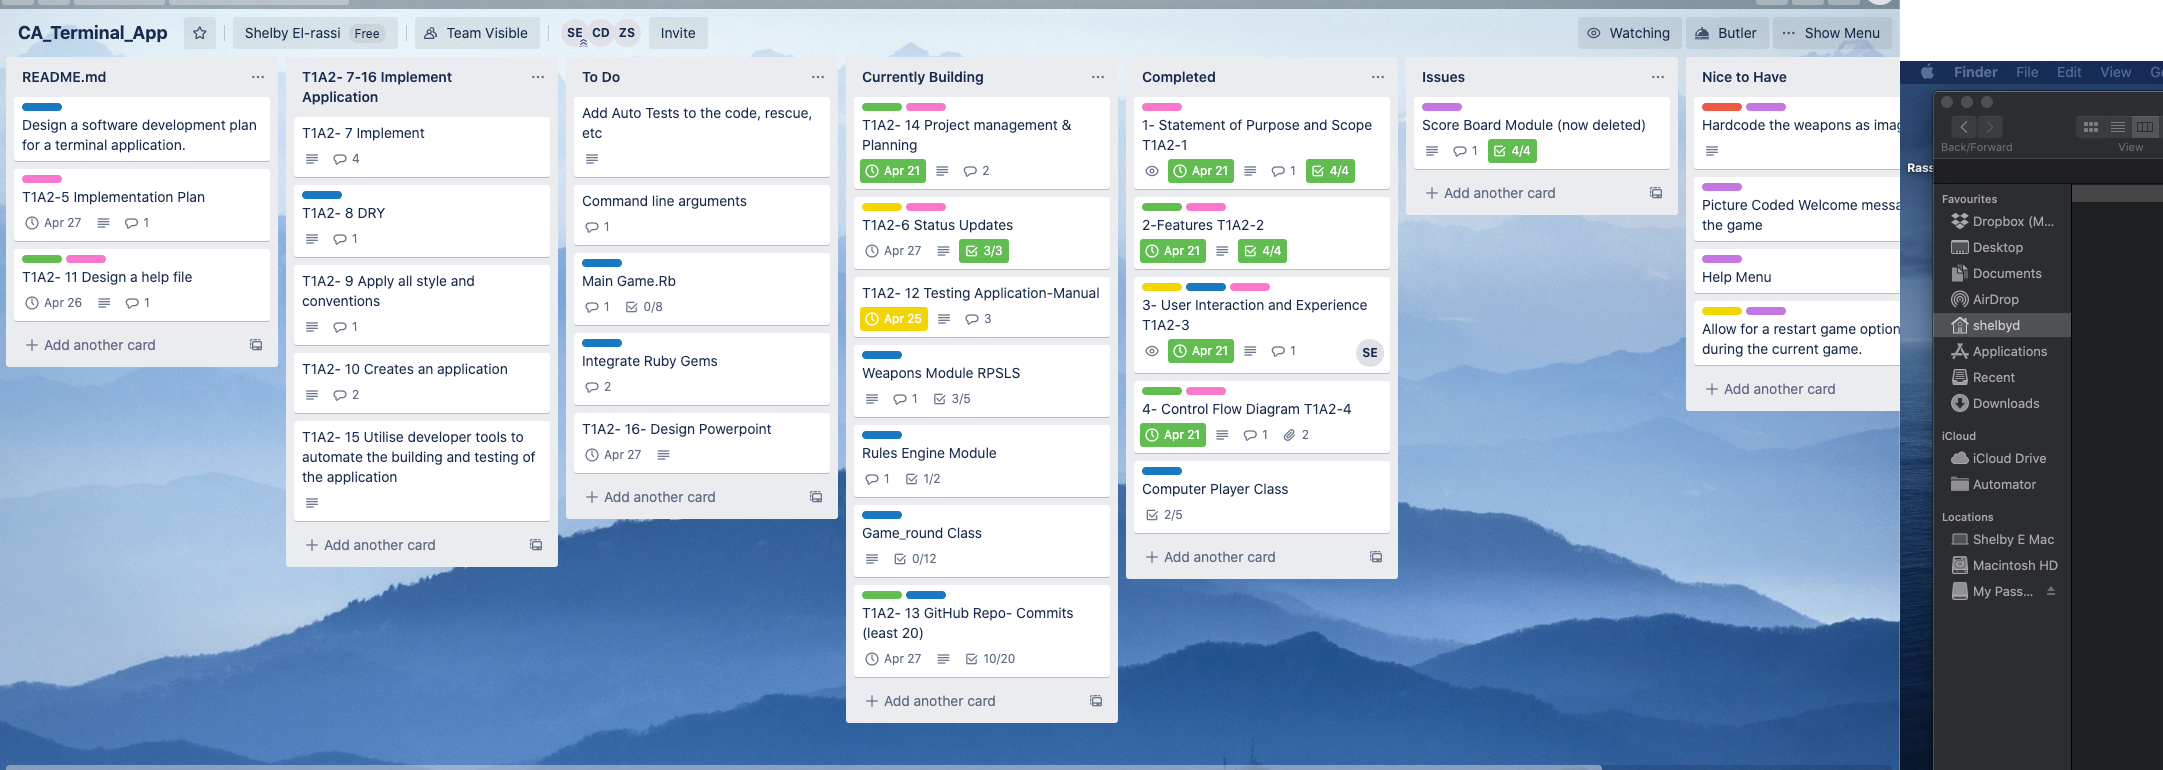 CA_Terminal_App
Shelby El-rassi Free
Team Visible
SE CD ZS
Invite
Watching
Butler
Show Menu
README.md
Design a software development plan
for a terminal application.
T1A2-5 Implementation Plan
Apr 27 1
T1A2- 11 Design a help file
Apr 26 1
+ Add another card
T1A2- 7-16 Implement
Application
T1A2- 7 Implement
4
T1A2- 8 DRY
1
T1A2- 9 Apply all style and
conventions
1
T1A2- 10 Creates an application
2
T1A2- 15 Utilise developer tools to
automate the building and testing of
the application
+ Add another card
To Do
Add Auto Tests to the code, rescue,
etc
Command line arguments
1
Main Game.Rb
1 0/8
Integrate Ruby Gems
2
T1A2- 16- Design Powerpoint
Apr 27
+ Add another card
Currently Building
T1A2- 14 Project management &
Planning
Apr 21 2
T1A2-6 Status Updates
Apr 27 3/3
T1A2- 12 Testing Application-Manual
Apr 25 3
Weapons Module RPSLS
1 3/5
Rules Engine Module
1 1/2
Game_round Class
0/12
T1A2- 13 GitHub Repo- Commits
(least 20)
Apr 27 10/20
+ Add another card
Completed
1- Statement of Purpose and Scope
T1A2-1
Apr 21 1 4/4
2-Features T1A2-2
Apr 21 4/4
3- User Interaction and Experience
T1A2-3
Apr 21 1 SE
4- Control Flow Diagram T1A2-4
Apr 21 1 2
Computer Player Class
2/5
+ Add another card
Issues
Score Board Module (now deleted)
1 4/4
+ Add another card
Nice to Have
Hardcode the weapons as imag
Picture Coded Welcome messa
the game
Help Menu
Allow for a restart game option
during the current game.
+ Add another card
Finder File Edit View Go
Back/Forward View
Rass
Favourites
Dropbox (M...
Desktop
Documents
AirDrop
shelbyd
Applications
Recent
Downloads
iCloud
iCloud Drive
Automator
Locations
Shelby E Mac
Macintosh HD
My Pass...